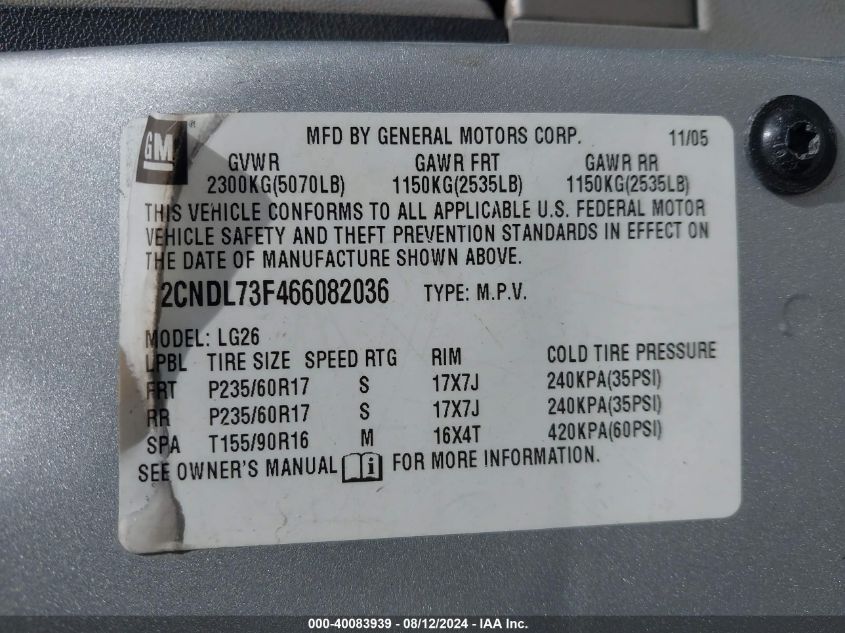 GM
MFD BY GENERAL MOTORS CORP. 11/05
GVWR GAWR FRT GAWR RR
2300KG(5070LB) 1150KG(2535LB) 1150KG(2535LB)
THIS VEHICLE CONFORMS TO ALL APPLICABLE U.S. FEDERAL MOTOR
VEHICLE SAFETY AND THEFT PREVENTION STANDARDS IN EFFECT ON
THE DATE OF MANUFACTURE SHOWN ABOVE.
2CNDL73F466082036 TYPE: M.P.V.
MODEL: LG26
LPBL TIRE SIZE SPEED RTG RIM COLD TIRE PRESSURE
FRT P235/60R17 S 17X7J 240KPA(35PSI)
RR P235/60R17 S 17X7J 240KPA(35PSI)
SPA T155/90R16 M 16X4T 420KPA(60PSI)
SEE OWNER'S MANUAL i FOR MORE INFORMATION.
000-40083939 - 08/12/2024 - IAA Inc.